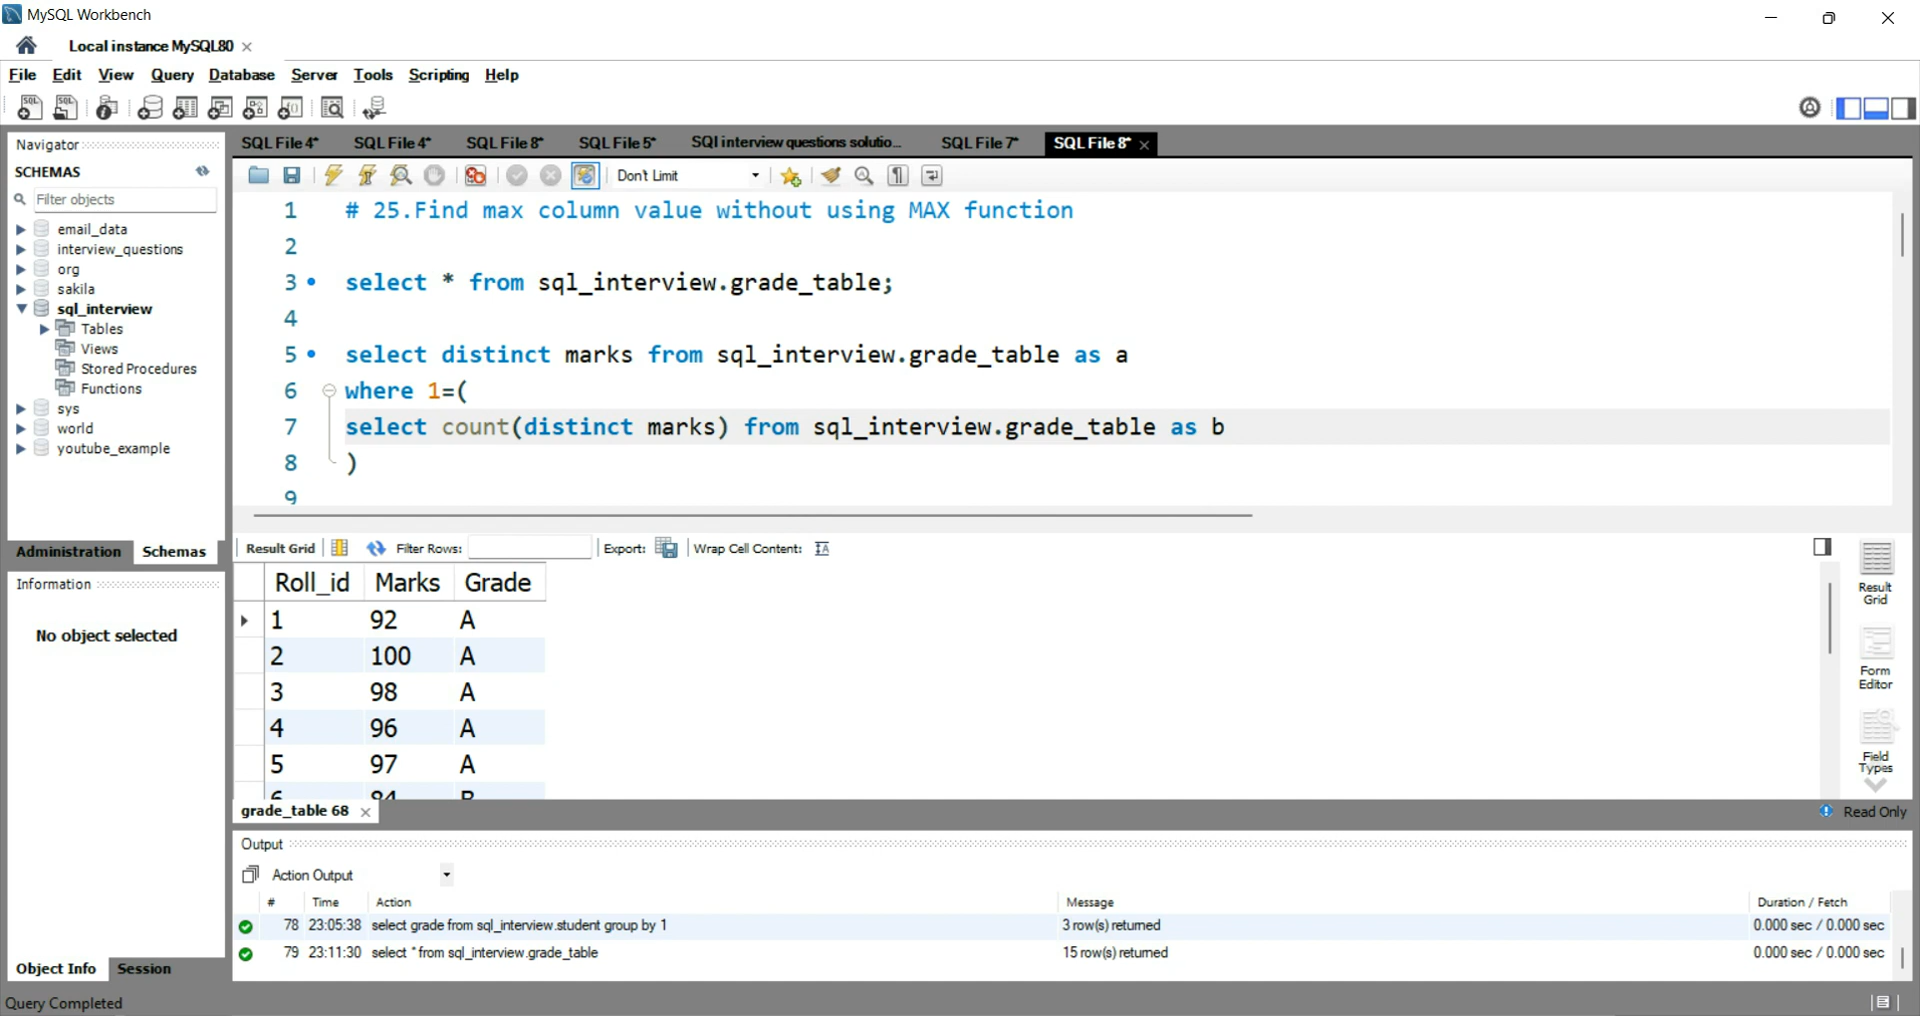 MySQL Workbench
Local instance MySQL80
File Edit View Query Database Server Tools Scripting Help
Navigator
SCHEMAS
Filter objects
email_data
interview_questions
org
sakila
sql_interview
Tables
Views
Stored Procedures
Functions
sys
world
youtube_example
Administration Schemas
Information
No object selected
Object Info Session
Query Completed
SQL File 4* SQL File 4* SQL File 8* SQL File 5* SQl interview questions solutio... SQL File 7* SQL File 8*
Don't Limit
1 # 25.Find max column value without using MAX function
2
3 select * from sql_interview.grade_table;
4
5 select distinct marks from sql_interview.grade_table as a
6 where 1=(
7 select count(distinct marks) from sql_interview.grade_table as b
8 )
9
Result Grid Filter Rows: Export: Wrap Cell Content:
Roll_id Marks Grade
1 92 A
2 100 A
3 98 A
4 96 A
5 97 A
6 84 B
Result Grid
Form Editor
Field Types
grade_table 68
Read Only
Output
Action Output
# Time Action Message Duration / Fetch
78 23:05:38 select grade from sql_interview.student group by 1 3 row(s) returned 0.000 sec / 0.000 sec
79 23:11:30 select * from sql_interview.grade_table 15 row(s) returned 0.000 sec / 0.000 sec